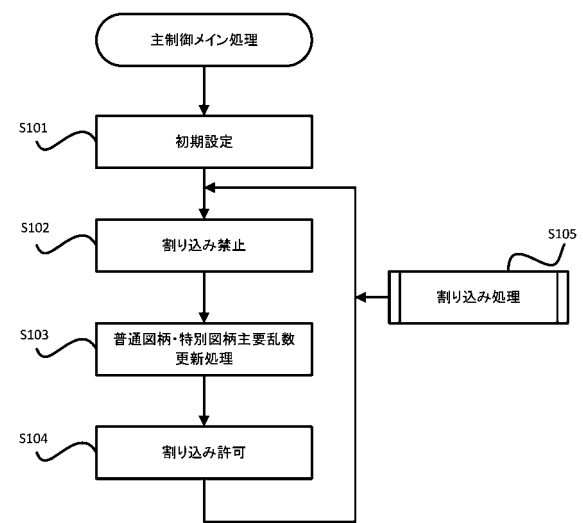 主制御メイン処理
S101
初期設定
S102
割り込み禁止
S105
割り込み処理
S103
普通図柄・特別図柄主要乱数
更新処理
S104
割り込み許可